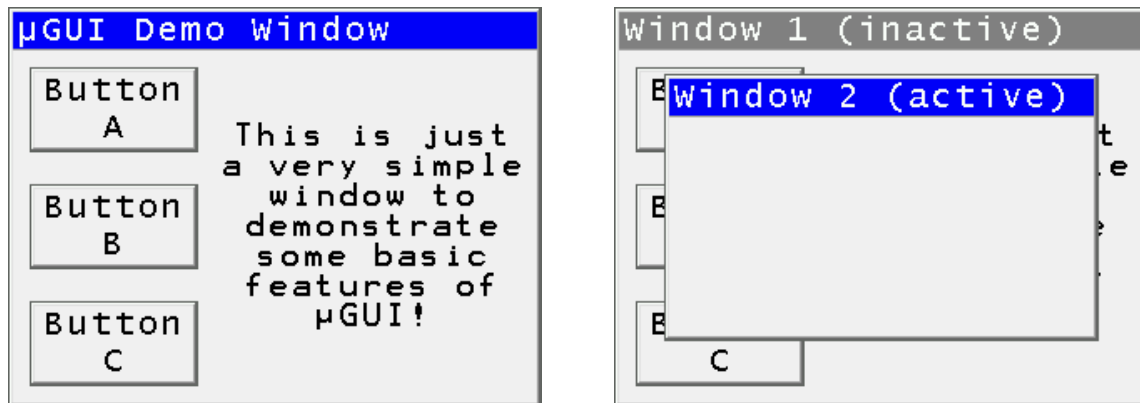 µGUI Demo Window
Button
A
This is just
a very simple
window to
demonstrate
some basic
features of
µGUI!
Button
B
Button
C
Window 1 (inactive)
Window 2 (active)
B
t
e
B
e
B
C